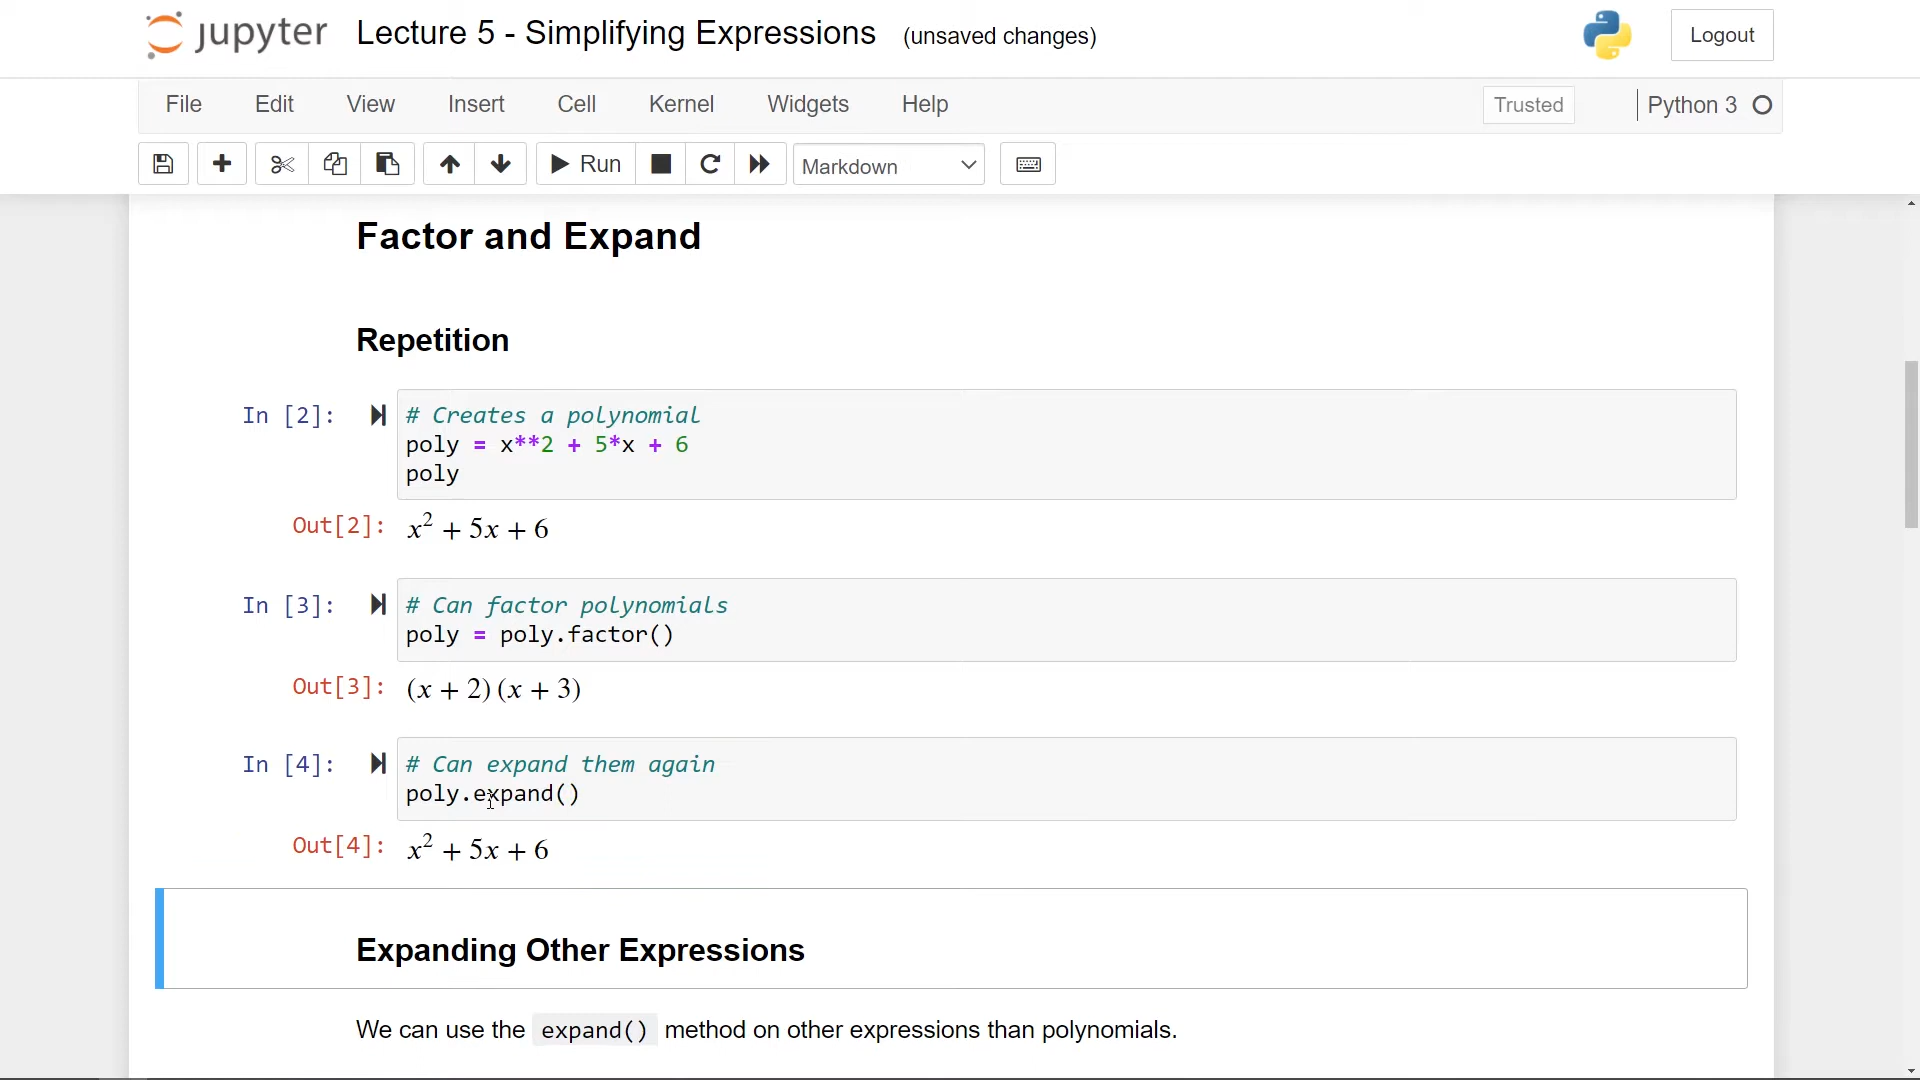 jupyter Lecture 5 - Simplifying Expressions (unsaved changes) Logout
File Edit View Insert Cell Kernel Widgets Help Trusted Python 3
Run Markdown
Factor and Expand
Repetition
In [2]: # Creates a polynomial
poly = x**2 + 5*x + 6
poly
Out[2]: x² + 5x + 6
In [3]: # Can factor polynomials
poly = poly.factor()
Out[3]: (x + 2) (x + 3)
In [4]: # Can expand them again
poly.expand()
Out[4]: x² + 5x + 6
Expanding Other Expressions
We can use the expand() method on other expressions than polynomials.